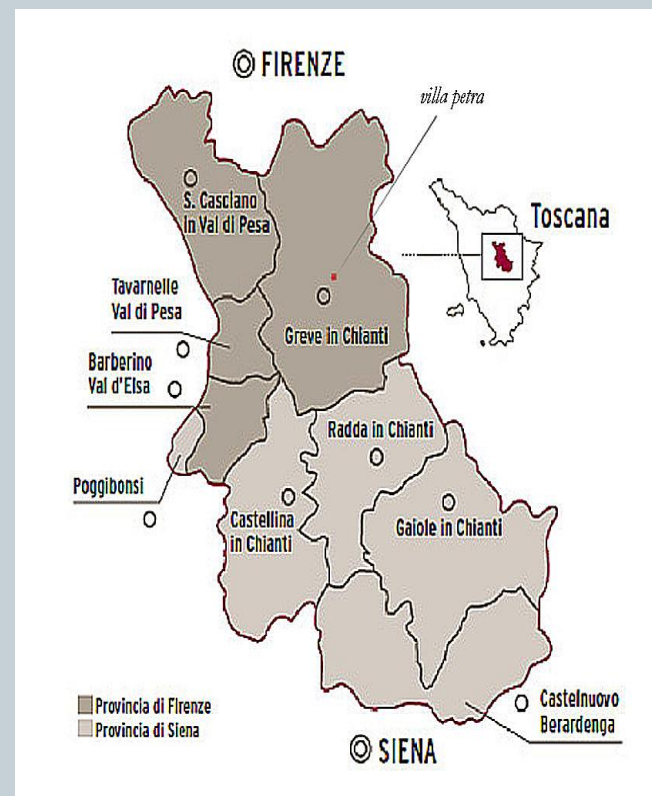 FIRENZE
villa petra
S. Casciano
in Val di Pesa
Toscana
Tavarnelle
Val di Pesa
Greve in Chianti
Barberino
Val d'Elsa
Radda in Chianti
Poggibonsi
Castellina
in Chianti
Gaiole in Chianti
Provincia di Firenze
Provincia di Siena
Castelnuovo
Berardenga
SIENA